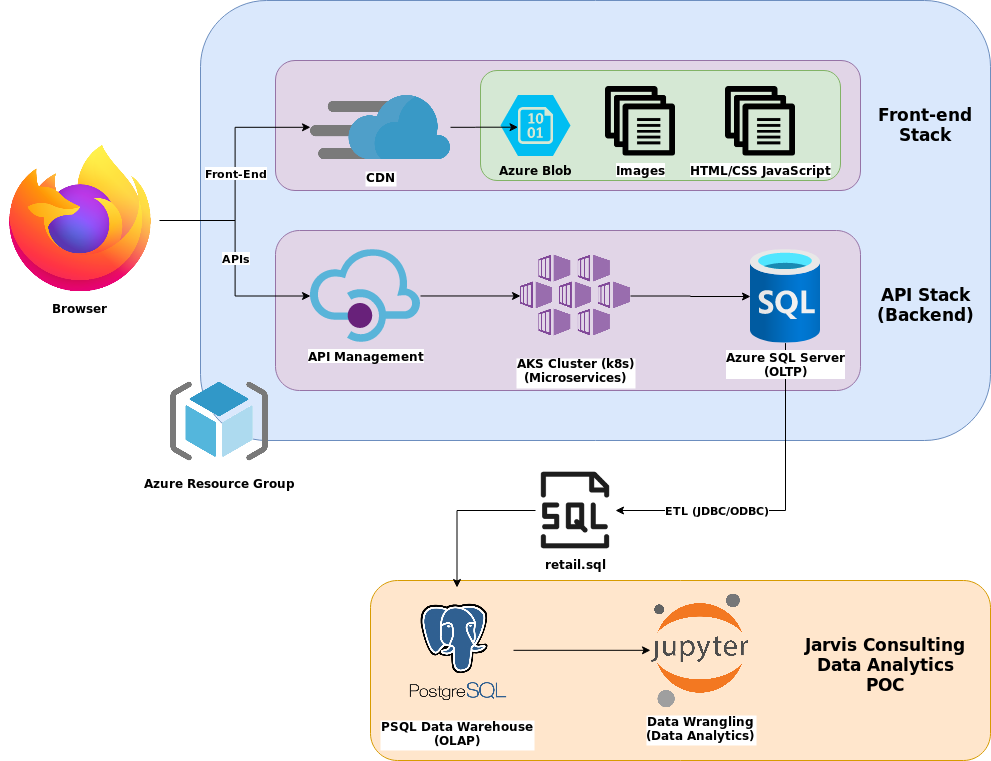 Front-end
Stack
10
01
CDN
Azure Blob
Images
HTML/CSS JavaScript
Front-End
APIs
Browser
API Management
AKS Cluster (k8s)
(Microservices)
SQL
Azure SQL Server
(OLTP)
API Stack
(Backend)
Azure Resource Group
SQL
retail.sql
ETL (JDBC/ODBC)
PostgreSQL
PSQL Data Warehouse
(OLAP)
jupyter
Data Wrangling
(Data Analytics)
Jarvis Consulting
Data Analytics
POC